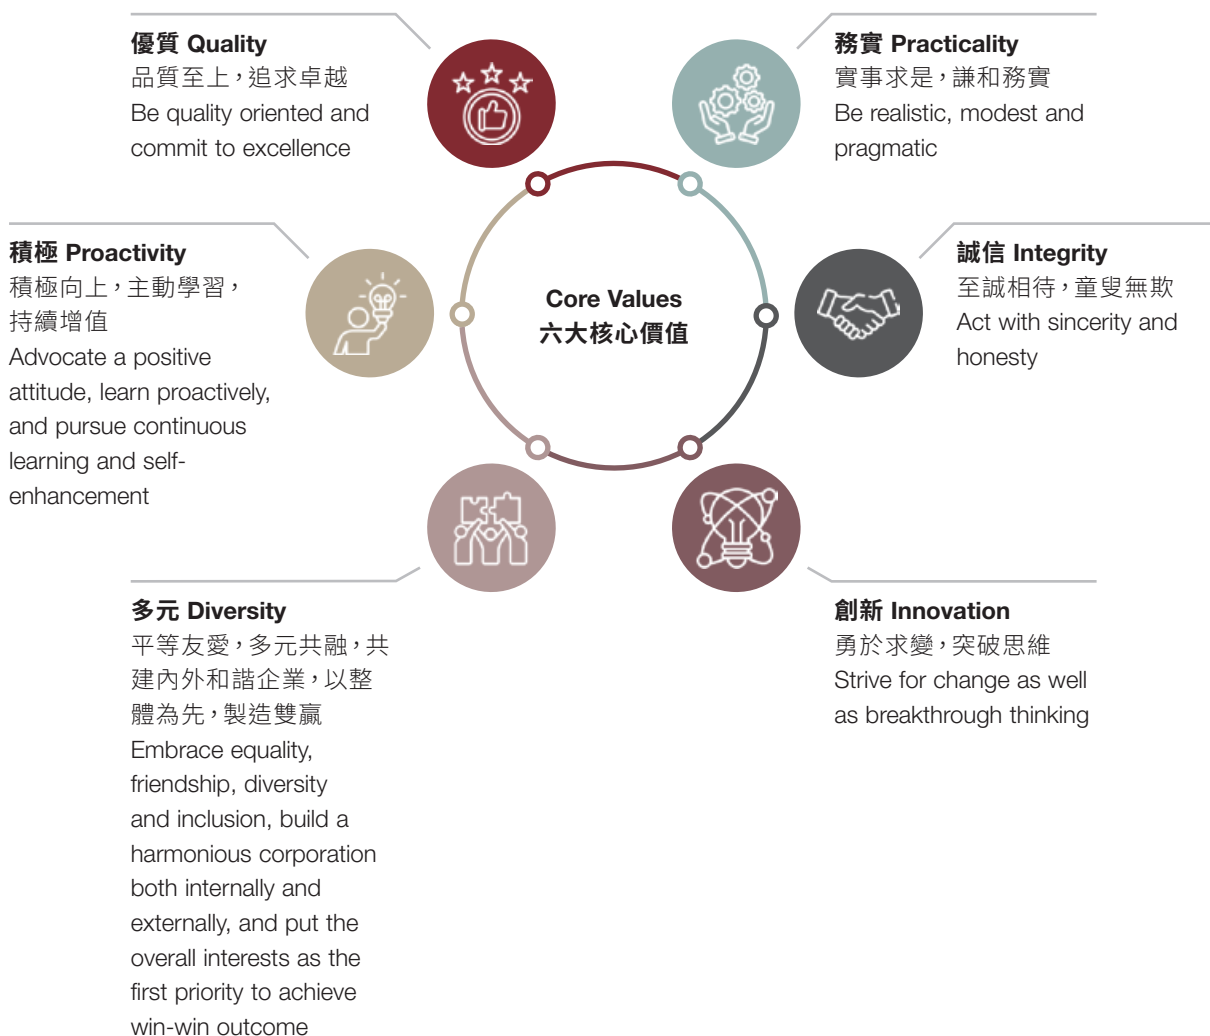 優質 Quality
品質至上，追求卓越
Be quality oriented and
commit to excellence
務實 Practicality
實事求是，謙和務實
Be realistic, modest and
pragmatic
積極 Proactivity
積極向上，主動學習，
持續增值
Advocate a positive
attitude, learn proactively,
and pursue continuous
learning and self-
enhancement
Core Values
六大核心價值
誠信 Integrity
至誠相待，童叟無欺
Act with sincerity and
honesty
多元 Diversity
平等友愛，多元共融，共
建內外和諧企業，以整
體為先，製造雙贏
Embrace equality,
friendship, diversity
and inclusion, build a
harmonious corporation
both internally and
externally, and put the
overall interests as the
first priority to achieve
win-win outcome
創新 Innovation
勇於求變，突破思維
Strive for change as well
as breakthrough thinking